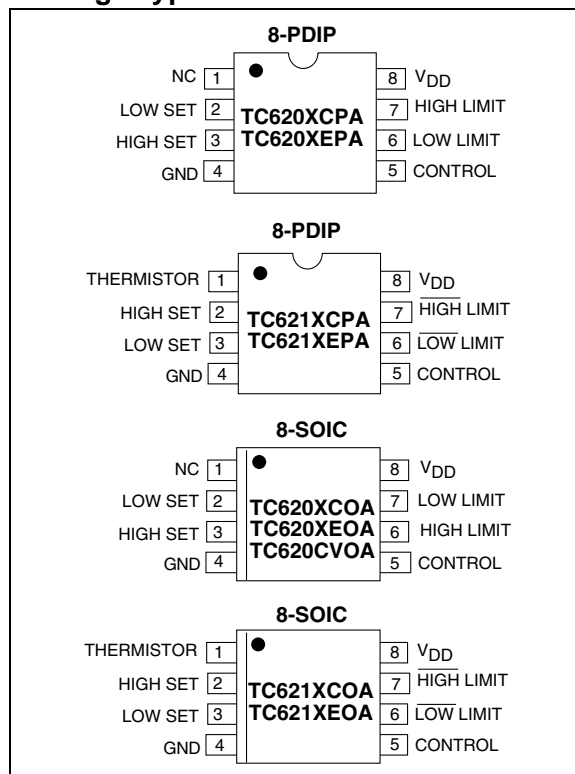 8-PDIP
NC 1 8 VDD
LOW SET 2 TC620XCPA 7 HIGH LIMIT
HIGH SET 3 TC620XEPA 6 LOW LIMIT
GND 4 5 CONTROL
8-PDIP
THERMISTOR 1 8 VDD
HIGH SET 2 TC621XCPA 7 HIGH LIMIT
LOW SET 3 TC621XEPA 6 LOW LIMIT
GND 4 5 CONTROL
8-SOIC
NC 1 8 VDD
LOW SET 2 TC620XCOA 7 LOW LIMIT
HIGH SET 3 TC620XEOA 6 HIGH LIMIT
TC620CVOA
GND 4 5 CONTROL
8-SOIC
THERMISTOR 1 8 VDD
HIGH SET 2 TC621XCOA 7 HIGH LIMIT
LOW SET 3 TC621XEOA 6 LOW LIMIT
GND 4 5 CONTROL